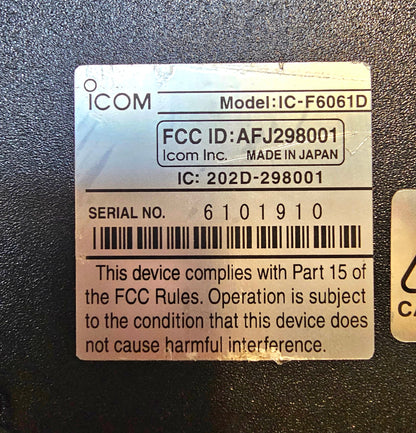 ICOM Model:IC-F6061D
FCC ID:AFJ298001
Icom Inc. MADE IN JAPAN
IC: 202D-298001
SERIAL NO. 6101910
This device complies with Part 15 of
the FCC Rules. Operation is subject
to the condition that this device does
not cause harmful interference.
CA